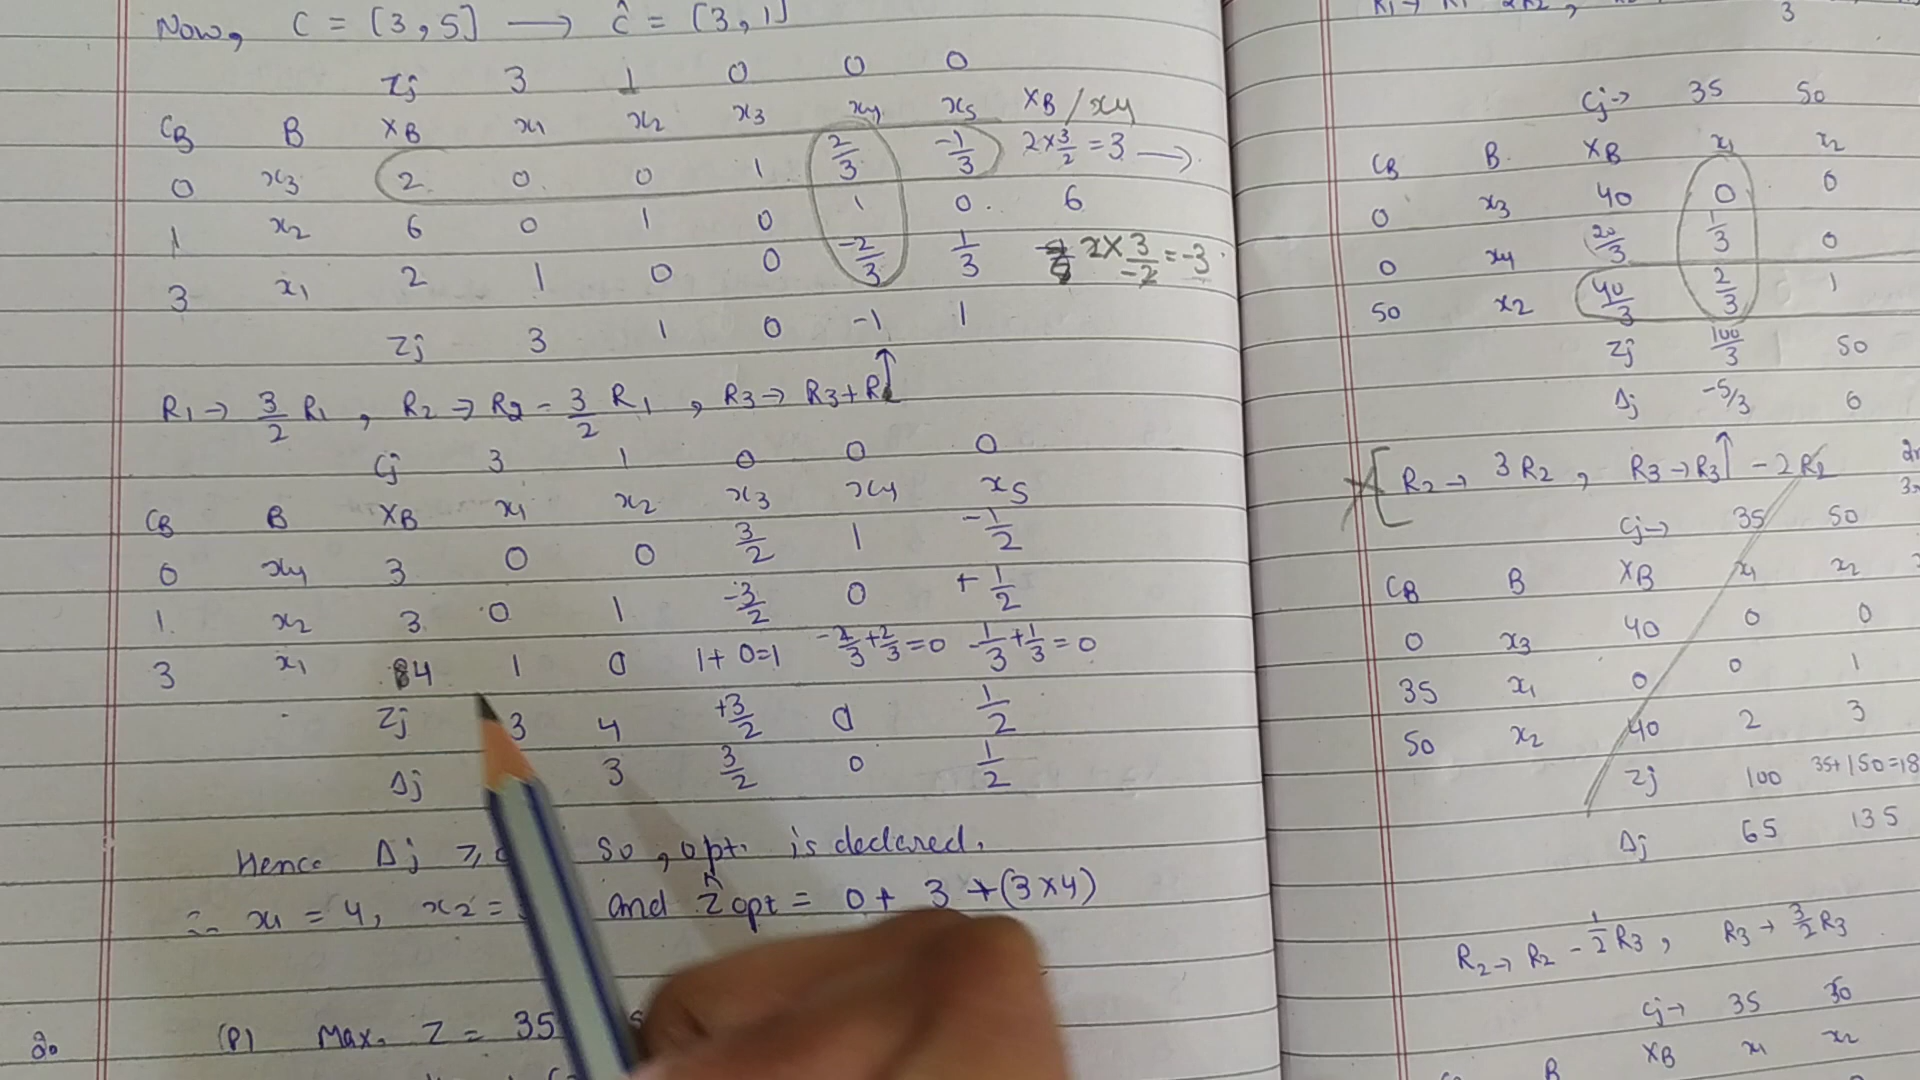 Now, C = [3, 5] → ĉ = [3, 1]
Zj 3 1 0 0 0
CB B XB x1 x2 x3 x4 x5 XB/x4
0 x3 2 0 0 1 2/3 -1/3 2×3/2 = 3 →
1 x2 6 0 1 0 1 0 6
3 x1 2 1 0 0 -2/3 1/3 2×3/-2 = -3
Zj 3 1 0 -1 1
R1 → 3/2 R1, R2 → R2 - 3/2 R1, R3 → R3 + R
Cj 3 1 0 0 0
CB B XB x1 x2 x3 x4 x5
0 x4 3 0 0 3/2 1 -1/2
1 x2 3 0 1 -3/2 0 +1/2
3 x1 4 1 0 1+0=1 -2/3+2/3=0 -1/3+1/3=0
Zj 3 4 +3/2 0 1/2
Δj 3 3/2 0 1/2
Hence Δj ≥ so, opt. is declared.
∴ x1 = 4, x2 = and ẑ opt = 0 + 3 + (3×4)
2. (P) Max. Z = 35
3
Cj→ 35 50
CB B XB x1 x2
0 x3 40 0 0
0 x4 20/3 1/3 0
50 x2 40/3 2/3 1
Zj 100/3 50
Δj -5/3 0
R2 → 3R2, R3 → R3 - 2R2
Cj→ 35 50
CB B XB x1 x2
0 x3 40 0 0
35 x1 0 0 1
50 x2 40 2 3
Zj 100 35+150=18
Δj 65 135
R2 → R2 - 1/2 R3, R3 → 3/2 R3
Cj→ 35 50
B XB x1 x2